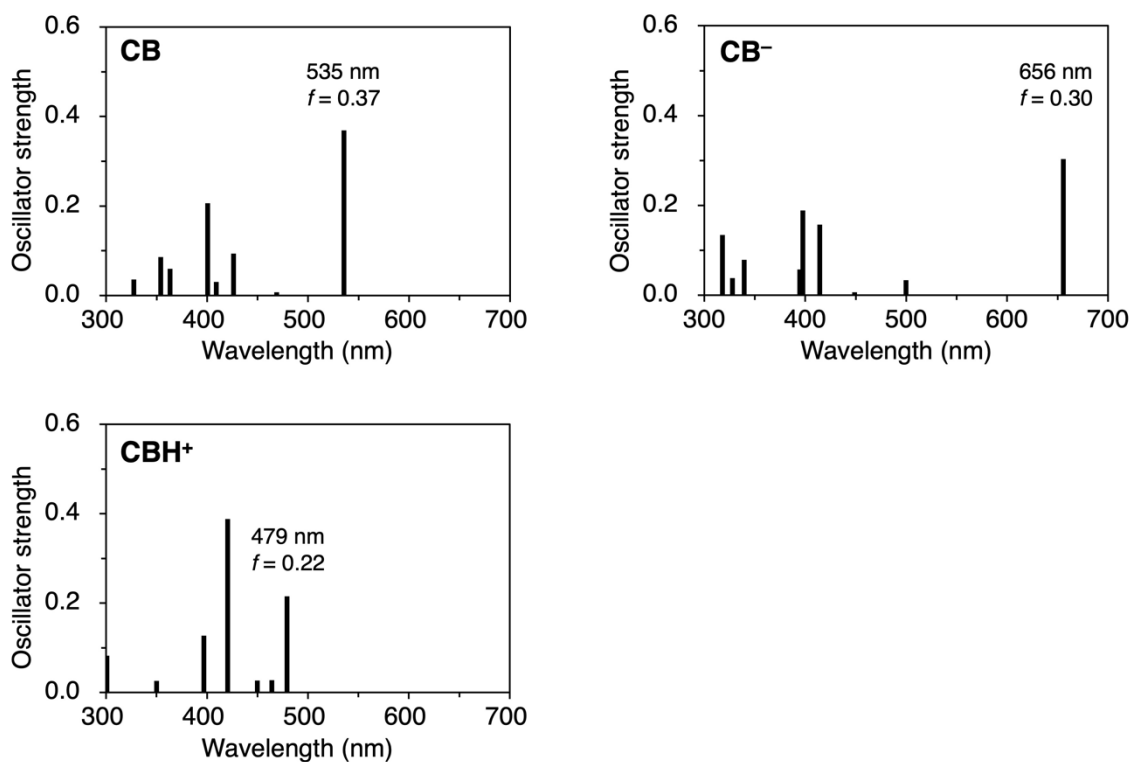 CB
535 nm
f = 0.37
Oscillator strength
0.6
0.4
0.2
0.0
300 400 500 600 700
Wavelength (nm)
CB–
656 nm
f = 0.30
Oscillator strength
0.6
0.4
0.2
0.0
300 400 500 600 700
Wavelength (nm)
CBH+
479 nm
f = 0.22
Oscillator strength
0.6
0.4
0.2
0.0
300 400 500 600 700
Wavelength (nm)